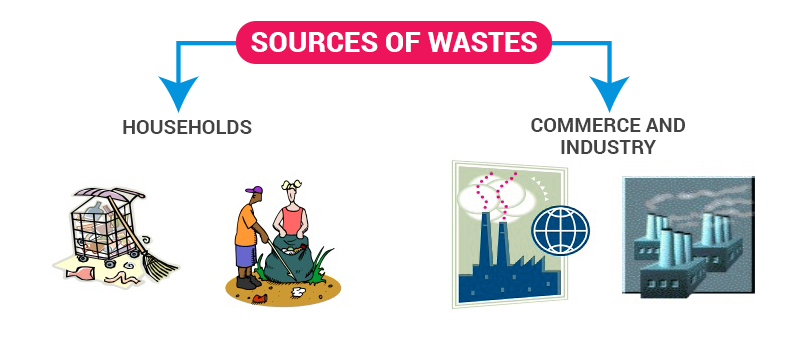 SOURCES OF WASTES
HOUSEHOLDS
COMMERCE AND
INDUSTRY